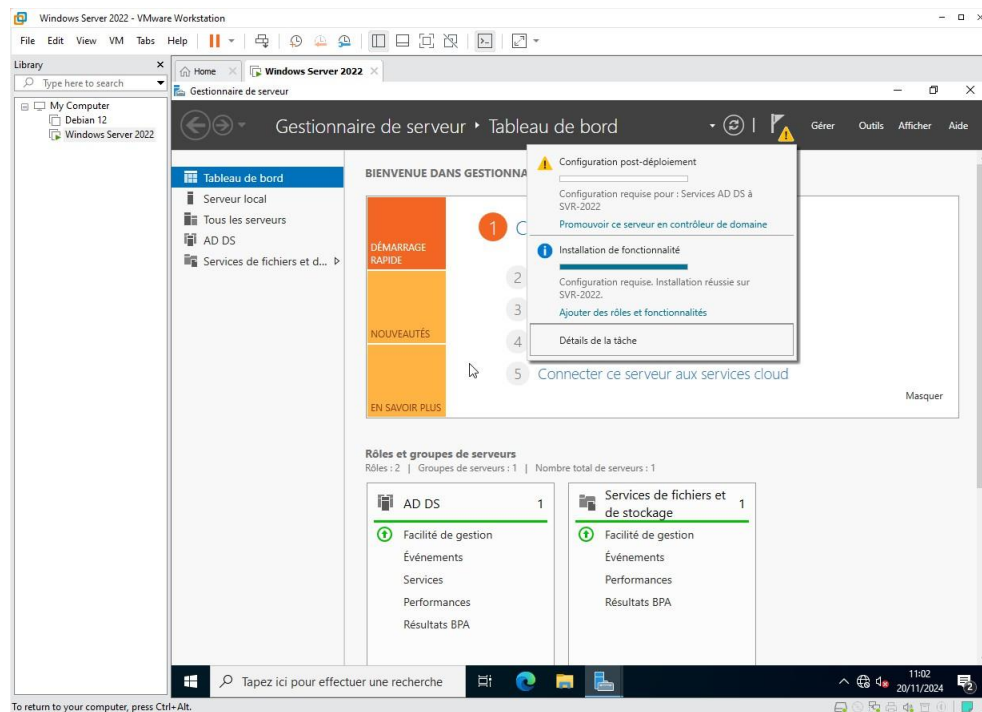 Windows Server 2022 - VMware Workstation
File Edit View VM Tabs Help
Library
Type here to search
My Computer
Debian 12
Windows Server 2022
Home
Windows Server 2022
Gestionnaire de serveur
Gestionnaire de serveur ‣ Tableau de bord
Gérer Outils Afficher Aide
Tableau de bord
Serveur local
Tous les serveurs
AD DS
Services de fichiers et d...
BIENVENUE DANS GESTIONNA
DÉMARRAGE
RAPIDE
NOUVEAUTÉS
EN SAVOIR PLUS
1 C
2
3
4
5 Connecter ce serveur aux services cloud
Masquer
Configuration post-déploiement
Configuration requise pour : Services AD DS à
SVR-2022
Promouvoir ce serveur en contrôleur de domaine
Installation de fonctionnalité
Configuration requise. Installation réussie sur
SVR-2022.
Ajouter des rôles et fonctionnalités
Détails de la tâche
Rôles et groupes de serveurs
Rôles : 2 | Groupes de serveurs : 1 | Nombre total de serveurs : 1
AD DS 1
Facilité de gestion
Événements
Services
Performances
Résultats BPA
Services de fichiers et
de stockage 1
Facilité de gestion
Événements
Performances
Résultats BPA
Tapez ici pour effectuer une recherche
11:02
20/11/2024
2
To return to your computer, press Ctrl+Alt.